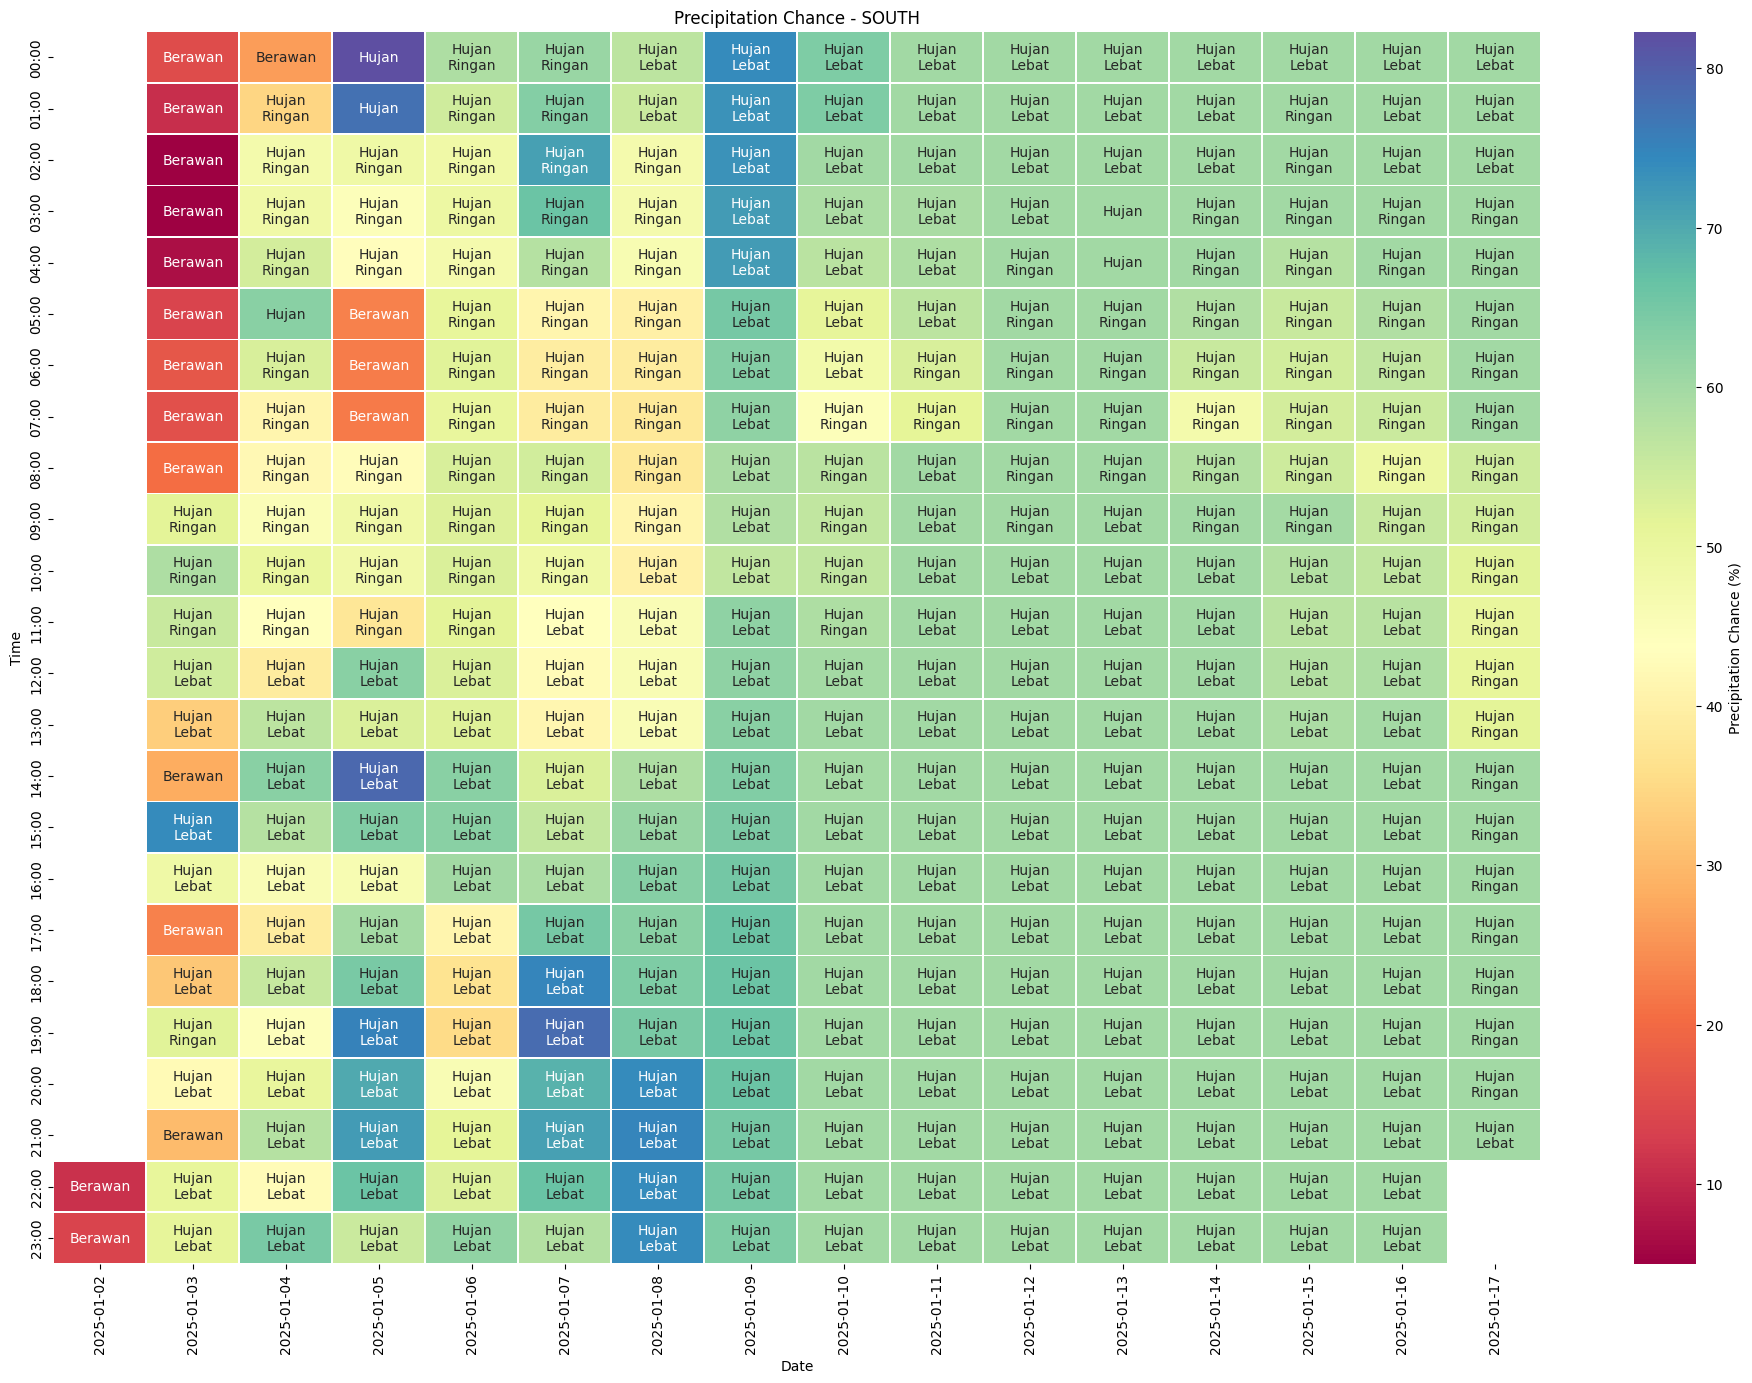 Precipitation Chance - SOUTH
00:00 Berawan Berawan Hujan Hujan Ringan Hujan Ringan Hujan Lebat Hujan Lebat Hujan Lebat Hujan Lebat Hujan Lebat Hujan Lebat Hujan Lebat Hujan Lebat Hujan Lebat Hujan Lebat
01:00 Berawan Hujan Ringan Hujan Hujan Ringan Hujan Ringan Hujan Lebat Hujan Lebat Hujan Lebat Hujan Lebat Hujan Lebat Hujan Lebat Hujan Lebat Hujan Ringan Hujan Lebat Hujan Lebat
02:00 Berawan Hujan Ringan Hujan Ringan Hujan Ringan Hujan Ringan Hujan Ringan Hujan Lebat Hujan Lebat Hujan Lebat Hujan Lebat Hujan Lebat Hujan Lebat Hujan Ringan Hujan Lebat Hujan Lebat
03:00 Berawan Hujan Ringan Hujan Ringan Hujan Ringan Hujan Ringan Hujan Ringan Hujan Lebat Hujan Lebat Hujan Lebat Hujan Lebat Hujan Hujan Ringan Hujan Ringan Hujan Ringan Hujan Ringan
04:00 Berawan Hujan Ringan Hujan Ringan Hujan Ringan Hujan Ringan Hujan Ringan Hujan Lebat Hujan Lebat Hujan Lebat Hujan Ringan Hujan Hujan Ringan Hujan Ringan Hujan Ringan Hujan Ringan
05:00 Berawan Hujan Berawan Hujan Ringan Hujan Ringan Hujan Ringan Hujan Lebat Hujan Lebat Hujan Lebat Hujan Ringan Hujan Ringan Hujan Ringan Hujan Ringan Hujan Ringan Hujan Ringan
06:00 Berawan Hujan Ringan Berawan Hujan Ringan Hujan Ringan Hujan Ringan Hujan Lebat Hujan Lebat Hujan Ringan Hujan Ringan Hujan Ringan Hujan Ringan Hujan Ringan Hujan Ringan Hujan Ringan
07:00 Berawan Hujan Ringan Berawan Hujan Ringan Hujan Ringan Hujan Ringan Hujan Lebat Hujan Ringan Hujan Ringan Hujan Ringan Hujan Ringan Hujan Ringan Hujan Ringan Hujan Ringan Hujan Ringan
08:00 Berawan Hujan Ringan Hujan Ringan Hujan Ringan Hujan Ringan Hujan Ringan Hujan Lebat Hujan Ringan Hujan Lebat Hujan Ringan Hujan Ringan Hujan Ringan Hujan Ringan Hujan Ringan Hujan Ringan
09:00 Hujan Ringan Hujan Ringan Hujan Ringan Hujan Ringan Hujan Ringan Hujan Ringan Hujan Lebat Hujan Ringan Hujan Lebat Hujan Ringan Hujan Lebat Hujan Ringan Hujan Ringan Hujan Ringan Hujan Ringan
10:00 Hujan Ringan Hujan Ringan Hujan Ringan Hujan Ringan Hujan Ringan Hujan Lebat Hujan Lebat Hujan Ringan Hujan Lebat Hujan Lebat Hujan Lebat Hujan Lebat Hujan Lebat Hujan Lebat Hujan Ringan
11:00 Hujan Ringan Hujan Ringan Hujan Ringan Hujan Ringan Hujan Lebat Hujan Lebat Hujan Lebat Hujan Ringan Hujan Lebat Hujan Lebat Hujan Lebat Hujan Lebat Hujan Lebat Hujan Lebat Hujan Ringan
12:00 Hujan Lebat Hujan Lebat Hujan Lebat Hujan Lebat Hujan Lebat Hujan Lebat Hujan Lebat Hujan Lebat Hujan Lebat Hujan Lebat Hujan Lebat Hujan Lebat Hujan Lebat Hujan Lebat Hujan Ringan
13:00 Hujan Lebat Hujan Lebat Hujan Lebat Hujan Lebat Hujan Lebat Hujan Lebat Hujan Lebat Hujan Lebat Hujan Lebat Hujan Lebat Hujan Lebat Hujan Lebat Hujan Lebat Hujan Lebat Hujan Ringan
14:00 Berawan Hujan Lebat Hujan Lebat Hujan Lebat Hujan Lebat Hujan Lebat Hujan Lebat Hujan Lebat Hujan Lebat Hujan Lebat Hujan Lebat Hujan Lebat Hujan Lebat Hujan Lebat Hujan Ringan
15:00 Hujan Lebat Hujan Lebat Hujan Lebat Hujan Lebat Hujan Lebat Hujan Lebat Hujan Lebat Hujan Lebat Hujan Lebat Hujan Lebat Hujan Lebat Hujan Lebat Hujan Lebat Hujan Lebat Hujan Ringan
16:00 Hujan Lebat Hujan Lebat Hujan Lebat Hujan Lebat Hujan Lebat Hujan Lebat Hujan Lebat Hujan Lebat Hujan Lebat Hujan Lebat Hujan Lebat Hujan Lebat Hujan Lebat Hujan Lebat Hujan Ringan
17:00 Berawan Hujan Lebat Hujan Lebat Hujan Lebat Hujan Lebat Hujan Lebat Hujan Lebat Hujan Lebat Hujan Lebat Hujan Lebat Hujan Lebat Hujan Lebat Hujan Lebat Hujan Lebat Hujan Ringan
18:00 Hujan Lebat Hujan Lebat Hujan Lebat Hujan Lebat Hujan Lebat Hujan Lebat Hujan Lebat Hujan Lebat Hujan Lebat Hujan Lebat Hujan Lebat Hujan Lebat Hujan Lebat Hujan Lebat Hujan Ringan
19:00 Hujan Ringan Hujan Lebat Hujan Lebat Hujan Lebat Hujan Lebat Hujan Lebat Hujan Lebat Hujan Lebat Hujan Lebat Hujan Lebat Hujan Lebat Hujan Lebat Hujan Lebat Hujan Lebat Hujan Ringan
20:00 Hujan Lebat Hujan Lebat Hujan Lebat Hujan Lebat Hujan Lebat Hujan Lebat Hujan Lebat Hujan Lebat Hujan Lebat Hujan Lebat Hujan Lebat Hujan Lebat Hujan Lebat Hujan Lebat Hujan Ringan
21:00 Berawan Hujan Lebat Hujan Lebat Hujan Lebat Hujan Lebat Hujan Lebat Hujan Lebat Hujan Lebat Hujan Lebat Hujan Lebat Hujan Lebat Hujan Lebat Hujan Lebat Hujan Lebat Hujan Lebat
22:00 Berawan Hujan Lebat Hujan Lebat Hujan Lebat Hujan Lebat Hujan Lebat Hujan Lebat Hujan Lebat Hujan Lebat Hujan Lebat Hujan Lebat Hujan Lebat Hujan Lebat Hujan Lebat Hujan Lebat
23:00 Berawan Hujan Lebat Hujan Lebat Hujan Lebat Hujan Lebat Hujan Lebat Hujan Lebat Hujan Lebat Hujan Lebat Hujan Lebat Hujan Lebat Hujan Lebat Hujan Lebat Hujan Lebat Hujan Lebat
Time
2025-01-02 2025-01-03 2025-01-04 2025-01-05 2025-01-06 2025-01-07 2025-01-08 2025-01-09 2025-01-10 2025-01-11 2025-01-12 2025-01-13 2025-01-14 2025-01-15 2025-01-16 2025-01-17
Date
80
70
60
50
40
30
20
10
Precipitation Chance (%)